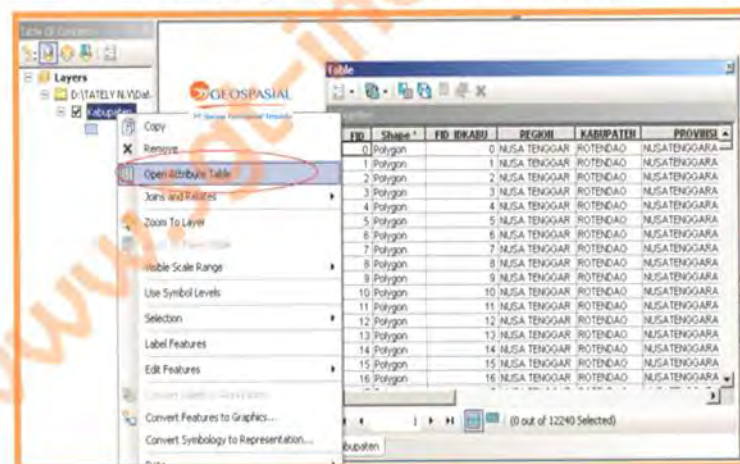 Table Of Contents
Layers
D:\TATELY N.Y\Dat
Kabupaten
GEOSPASIAL
Copy
Remove
Open Attribute Table
Joins and Relates
Zoom To Layer
Visible Scale Range
Use Symbol Levels
Selection
Label Features
Edit Features
Convert Features to Graphics...
Convert Symbology to Representation...
Table
FID Shape * FID_IDKABU REGION KABUPATEN PROVINSI
0 Polygon 0 NUSA TENGGAR ROTENDAO NUSATENGGARA
1 Polygon 1 NUSA TENGGAR ROTENDAO NUSATENGGARA
2 Polygon 2 NUSA TENGGAR ROTENDAO NUSATENGGARA
3 Polygon 3 NUSA TENGGAR ROTENDAO NUSATENGGARA
4 Polygon 4 NUSA TENGGAR ROTENDAO NUSATENGGARA
5 Polygon 5 NUSA TENGGAR ROTENDAO NUSATENGGARA
6 Polygon 6 NUSA TENGGAR ROTENDAO NUSATENGGARA
7 Polygon 7 NUSA TENGGAR ROTENDAO NUSATENGGARA
8 Polygon 8 NUSA TENGGAR ROTENDAO NUSATENGGARA
9 Polygon 9 NUSA TENGGAR ROTENDAO NUSATENGGARA
10 Polygon 10 NUSA TENGGAR ROTENDAO NUSATENGGARA
11 Polygon 11 NUSA TENGGAR ROTENDAO NUSATENGGARA
12 Polygon 12 NUSA TENGGAR ROTENDAO NUSATENGGARA
13 Polygon 13 NUSA TENGGAR ROTENDAO NUSATENGGARA
14 Polygon 14 NUSA TENGGAR ROTENDAO NUSATENGGARA
15 Polygon 15 NUSA TENGGAR ROTENDAO NUSATENGGARA
16 Polygon 16 NUSA TENGGAR ROTENDAO NUSATENGGARA
1 (0 out of 12240 Selected)
bupaten